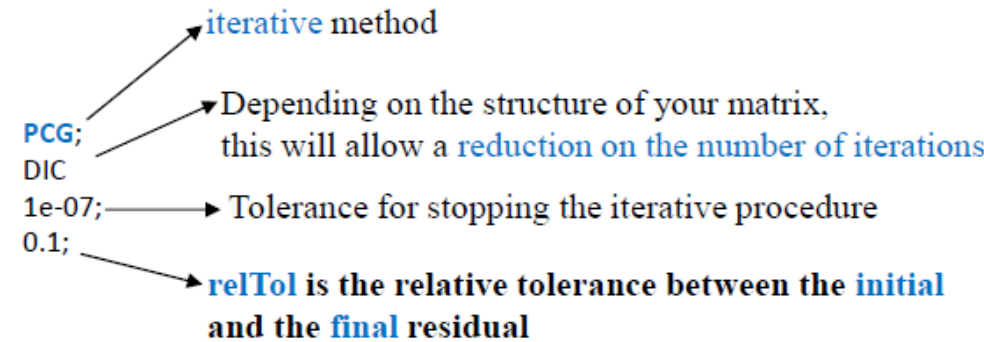 iterative method
Depending on the structure of your matrix,
this will allow a reduction on the number of iterations
PCG;
DIC
1e-07;
Tolerance for stopping the iterative procedure
0.1;
relTol is the relative tolerance between the initial
and the final residual